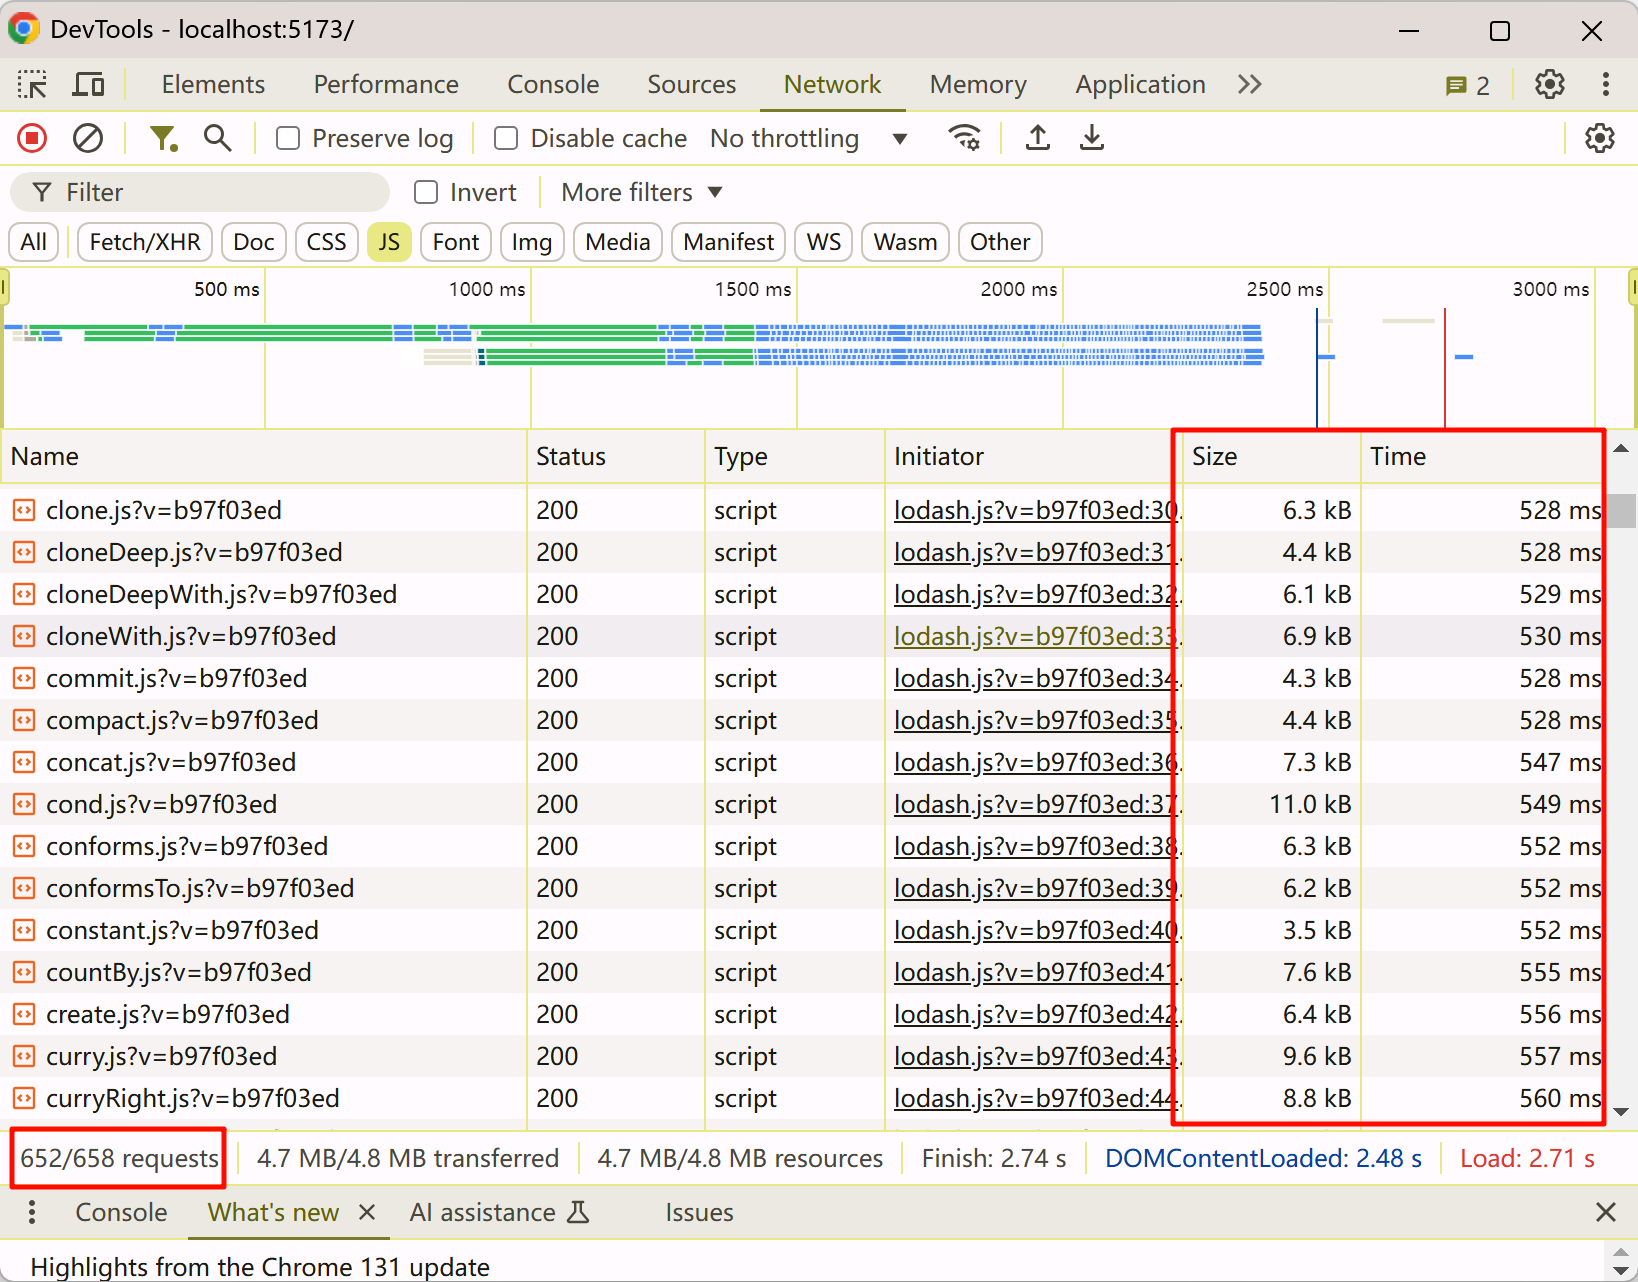 DevTools - localhost:5173/
Elements Performance Console Sources Network Memory Application 2
Preserve log Disable cache No throttling
Filter Invert More filters
All Fetch/XHR Doc CSS JS Font Img Media Manifest WS Wasm Other
500 ms 1000 ms 1500 ms 2000 ms 2500 ms 3000 ms
Name Status Type Initiator Size Time
clone.js?v=b97f03ed 200 script lodash.js?v=b97f03ed:30. 6.3 kB 528 ms
cloneDeep.js?v=b97f03ed 200 script lodash.js?v=b97f03ed:31. 4.4 kB 528 ms
cloneDeepWith.js?v=b97f03ed 200 script lodash.js?v=b97f03ed:32. 6.1 kB 529 ms
cloneWith.js?v=b97f03ed 200 script lodash.js?v=b97f03ed:33. 6.9 kB 530 ms
commit.js?v=b97f03ed 200 script lodash.js?v=b97f03ed:34. 4.3 kB 528 ms
compact.js?v=b97f03ed 200 script lodash.js?v=b97f03ed:35. 4.4 kB 528 ms
concat.js?v=b97f03ed 200 script lodash.js?v=b97f03ed:36. 7.3 kB 547 ms
cond.js?v=b97f03ed 200 script lodash.js?v=b97f03ed:37. 11.0 kB 549 ms
conforms.js?v=b97f03ed 200 script lodash.js?v=b97f03ed:38. 6.3 kB 552 ms
conformsTo.js?v=b97f03ed 200 script lodash.js?v=b97f03ed:39. 6.2 kB 552 ms
constant.js?v=b97f03ed 200 script lodash.js?v=b97f03ed:40. 3.5 kB 552 ms
countBy.js?v=b97f03ed 200 script lodash.js?v=b97f03ed:41. 7.6 kB 555 ms
create.js?v=b97f03ed 200 script lodash.js?v=b97f03ed:42. 6.4 kB 556 ms
curry.js?v=b97f03ed 200 script lodash.js?v=b97f03ed:43. 9.6 kB 557 ms
curryRight.js?v=b97f03ed 200 script lodash.js?v=b97f03ed:44. 8.8 kB 560 ms
652/658 requests 4.7 MB/4.8 MB transferred 4.7 MB/4.8 MB resources Finish: 2.74 s DOMContentLoaded: 2.48 s Load: 2.71 s
Console What's new AI assistance Issues
Highlights from the Chrome 131 update